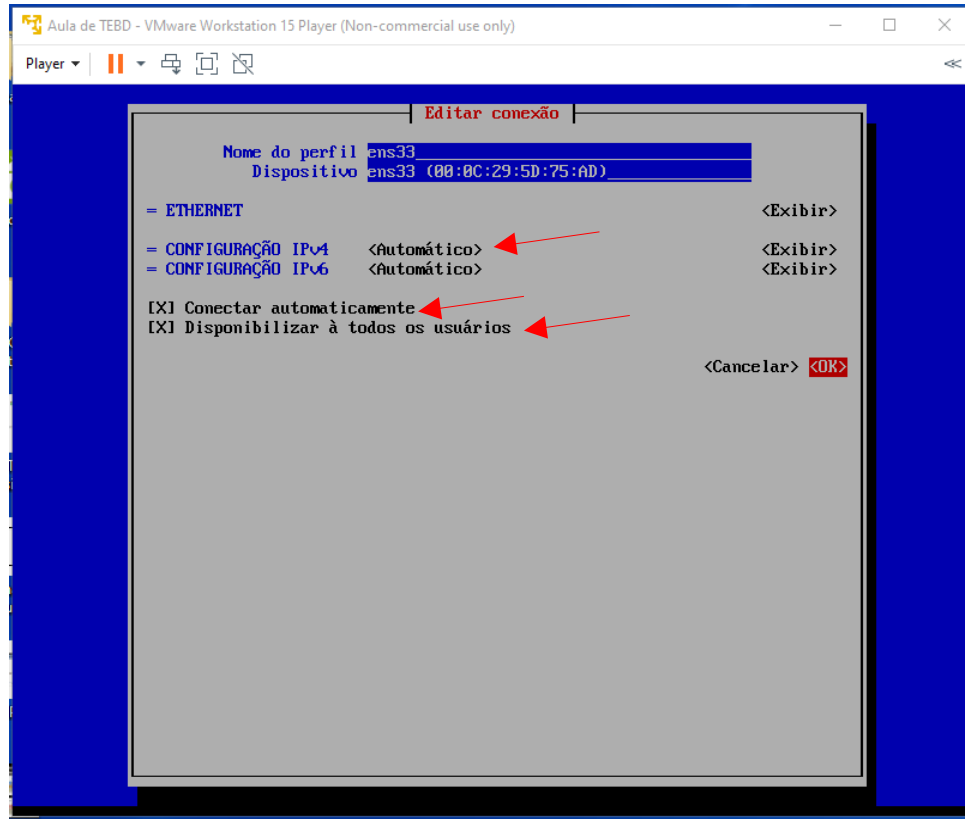 Aula de TEBD - VMware Workstation 15 Player (Non-commercial use only)
Player
Editar conexão
Nome do perfil ens33
Dispositivo ens33 (00:0C:29:5D:75:AD)
= ETHERNET <Exibir>
= CONFIGURAÇÃO IPv4 <Automático> <Exibir>
= CONFIGURAÇÃO IPv6 <Automático> <Exibir>
[X] Conectar automaticamente
[X] Disponibilizar à todos os usuários
<Cancelar> <OK>